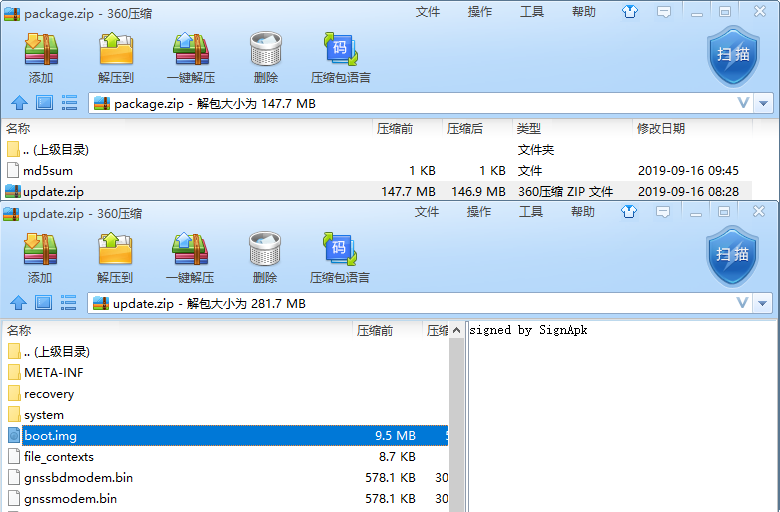 package.zip - 360压缩 文件 操作 工具 帮助
添加 解压到 一键解压 删除 压缩包语言 扫描
码
package.zip - 解包大小为 147.7 MB
名称 压缩前 压缩后 类型 修改日期
.. (上级目录) 文件夹
md5sum 1 KB 1 KB 文件 2019-09-16 09:45
update.zip 147.7 MB 146.9 MB 360压缩 ZIP 文件 2019-09-16 08:28
update.zip - 360压缩 文件 操作 工具 帮助
添加 解压到 一键解压 删除 压缩包语言 扫描
码
update.zip - 解包大小为 281.7 MB
名称 压缩前 压缩
signed by SignApk
.. (上级目录)
META-INF
recovery
system
boot.img 9.5 MB
file_contexts 8.7 KB
gnssbdmodem.bin 578.1 KB 30
gnssmodem.bin 578.1 KB 30